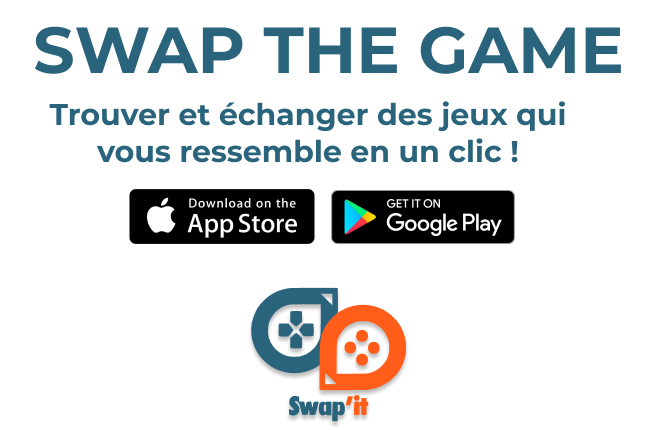 SWAP THE GAME
Trouver et échanger des jeux qui
vous ressemble en un clic !
Download on the
App Store
GET IT ON
Google Play
Swap'it